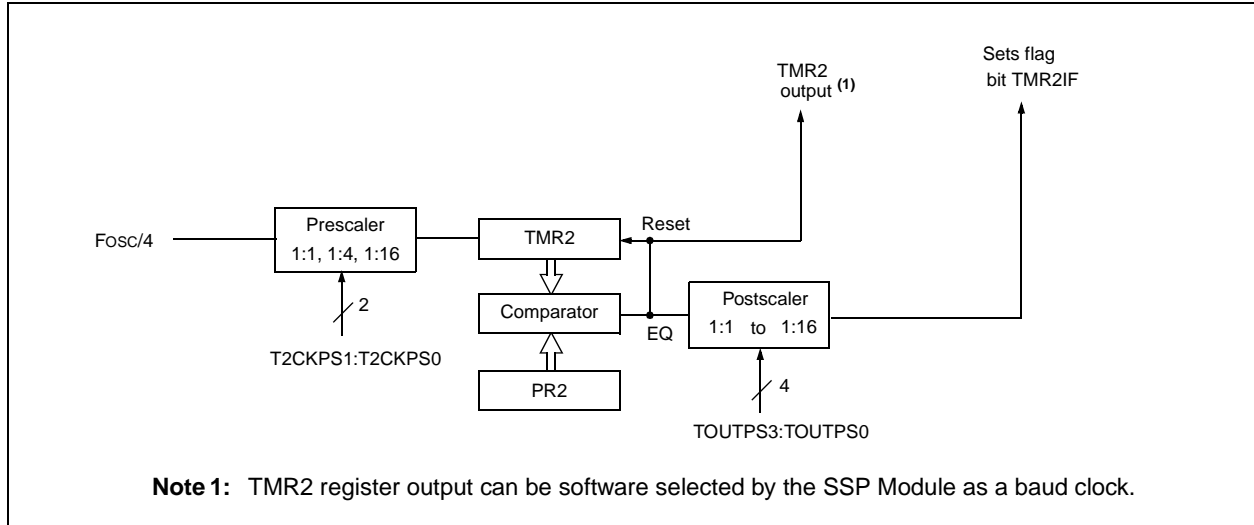 Sets flag
bit TMR2IF
TMR2
output (1)
Prescaler
1:1, 1:4, 1:16
FOSC/4
TMR2
Reset
2
Comparator
EQ
Postscaler
1:1 to 1:16
T2CKPS1:T2CKPS0
PR2
4
TOUTPS3:TOUTPS0
Note 1: TMR2 register output can be software selected by the SSP Module as a baud clock.